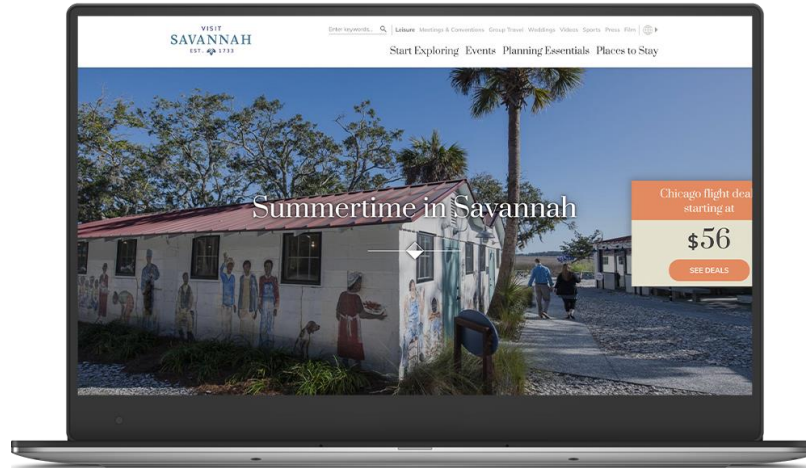 VISIT
SAVANNAH
EST. 1733
Enter keywords...
Leisure Meetings & Conventions Group Travel Weddings Videos Sports Press Film
Start Exploring Events Planning Essentials Places to Stay
Summertime in Savannah
Chicago flight dea
starting at
$56
SEE DEALS